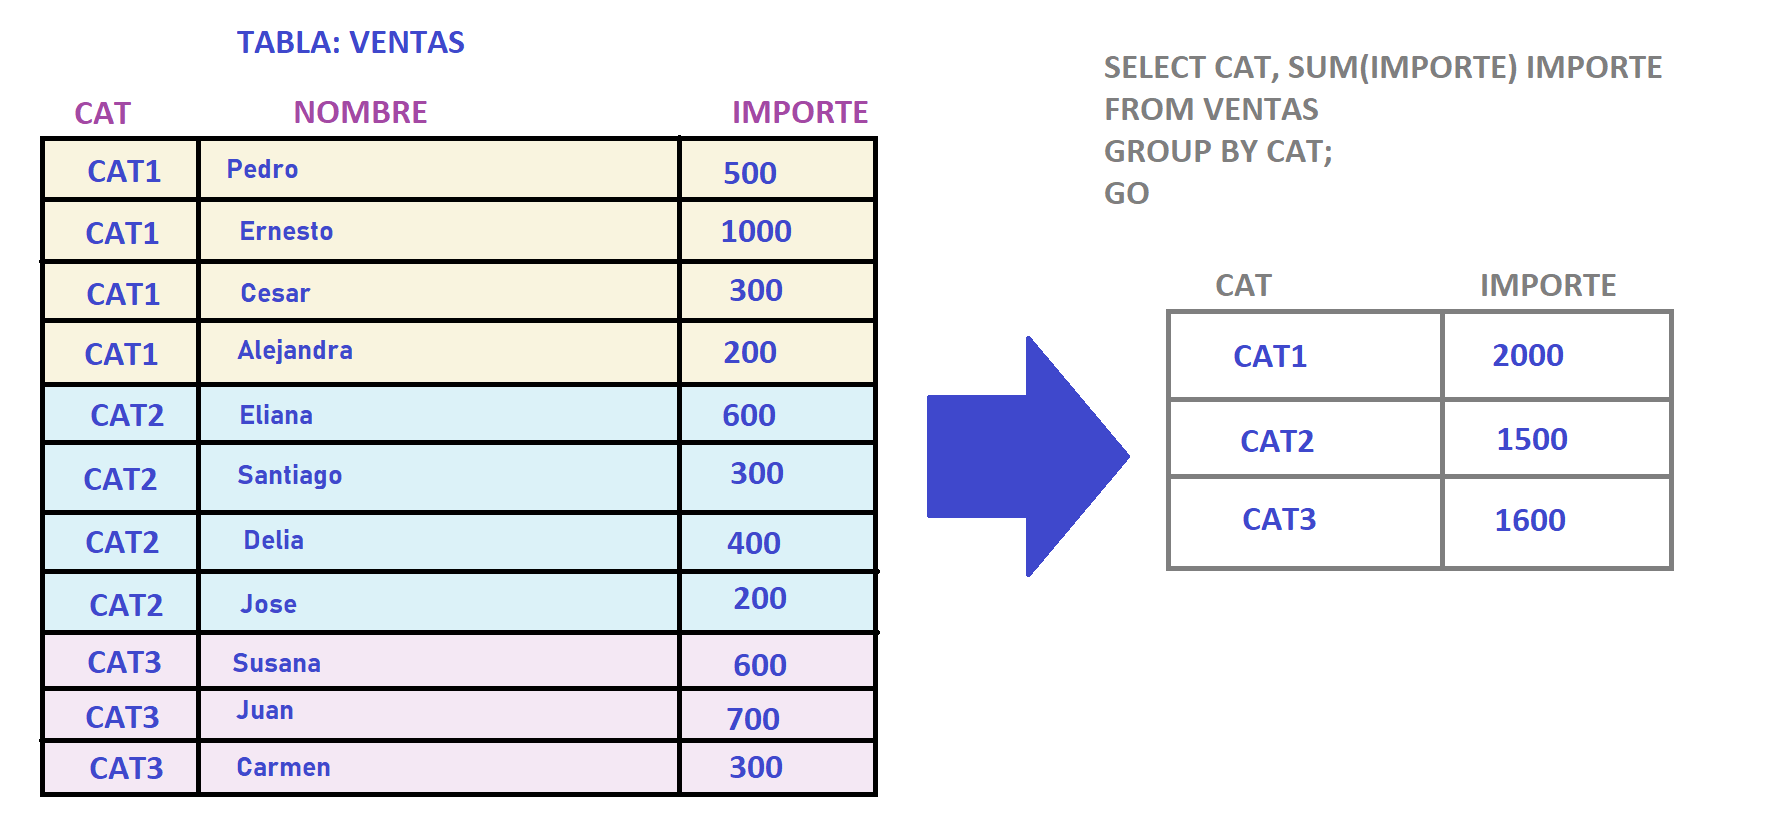 TABLA: VENTAS
CAT NOMBRE IMPORTE
CAT1 Pedro 500
CAT1 Ernesto 1000
CAT1 Cesar 300
CAT1 Alejandra 200
CAT2 Eliana 600
CAT2 Santiago 300
CAT2 Delia 400
CAT2 Jose 200
CAT3 Susana 600
CAT3 Juan 700
CAT3 Carmen 300
SELECT CAT, SUM(IMPORTE) IMPORTE
FROM VENTAS
GROUP BY CAT;
GO
CAT IMPORTE
CAT1 2000
CAT2 1500
CAT3 1600